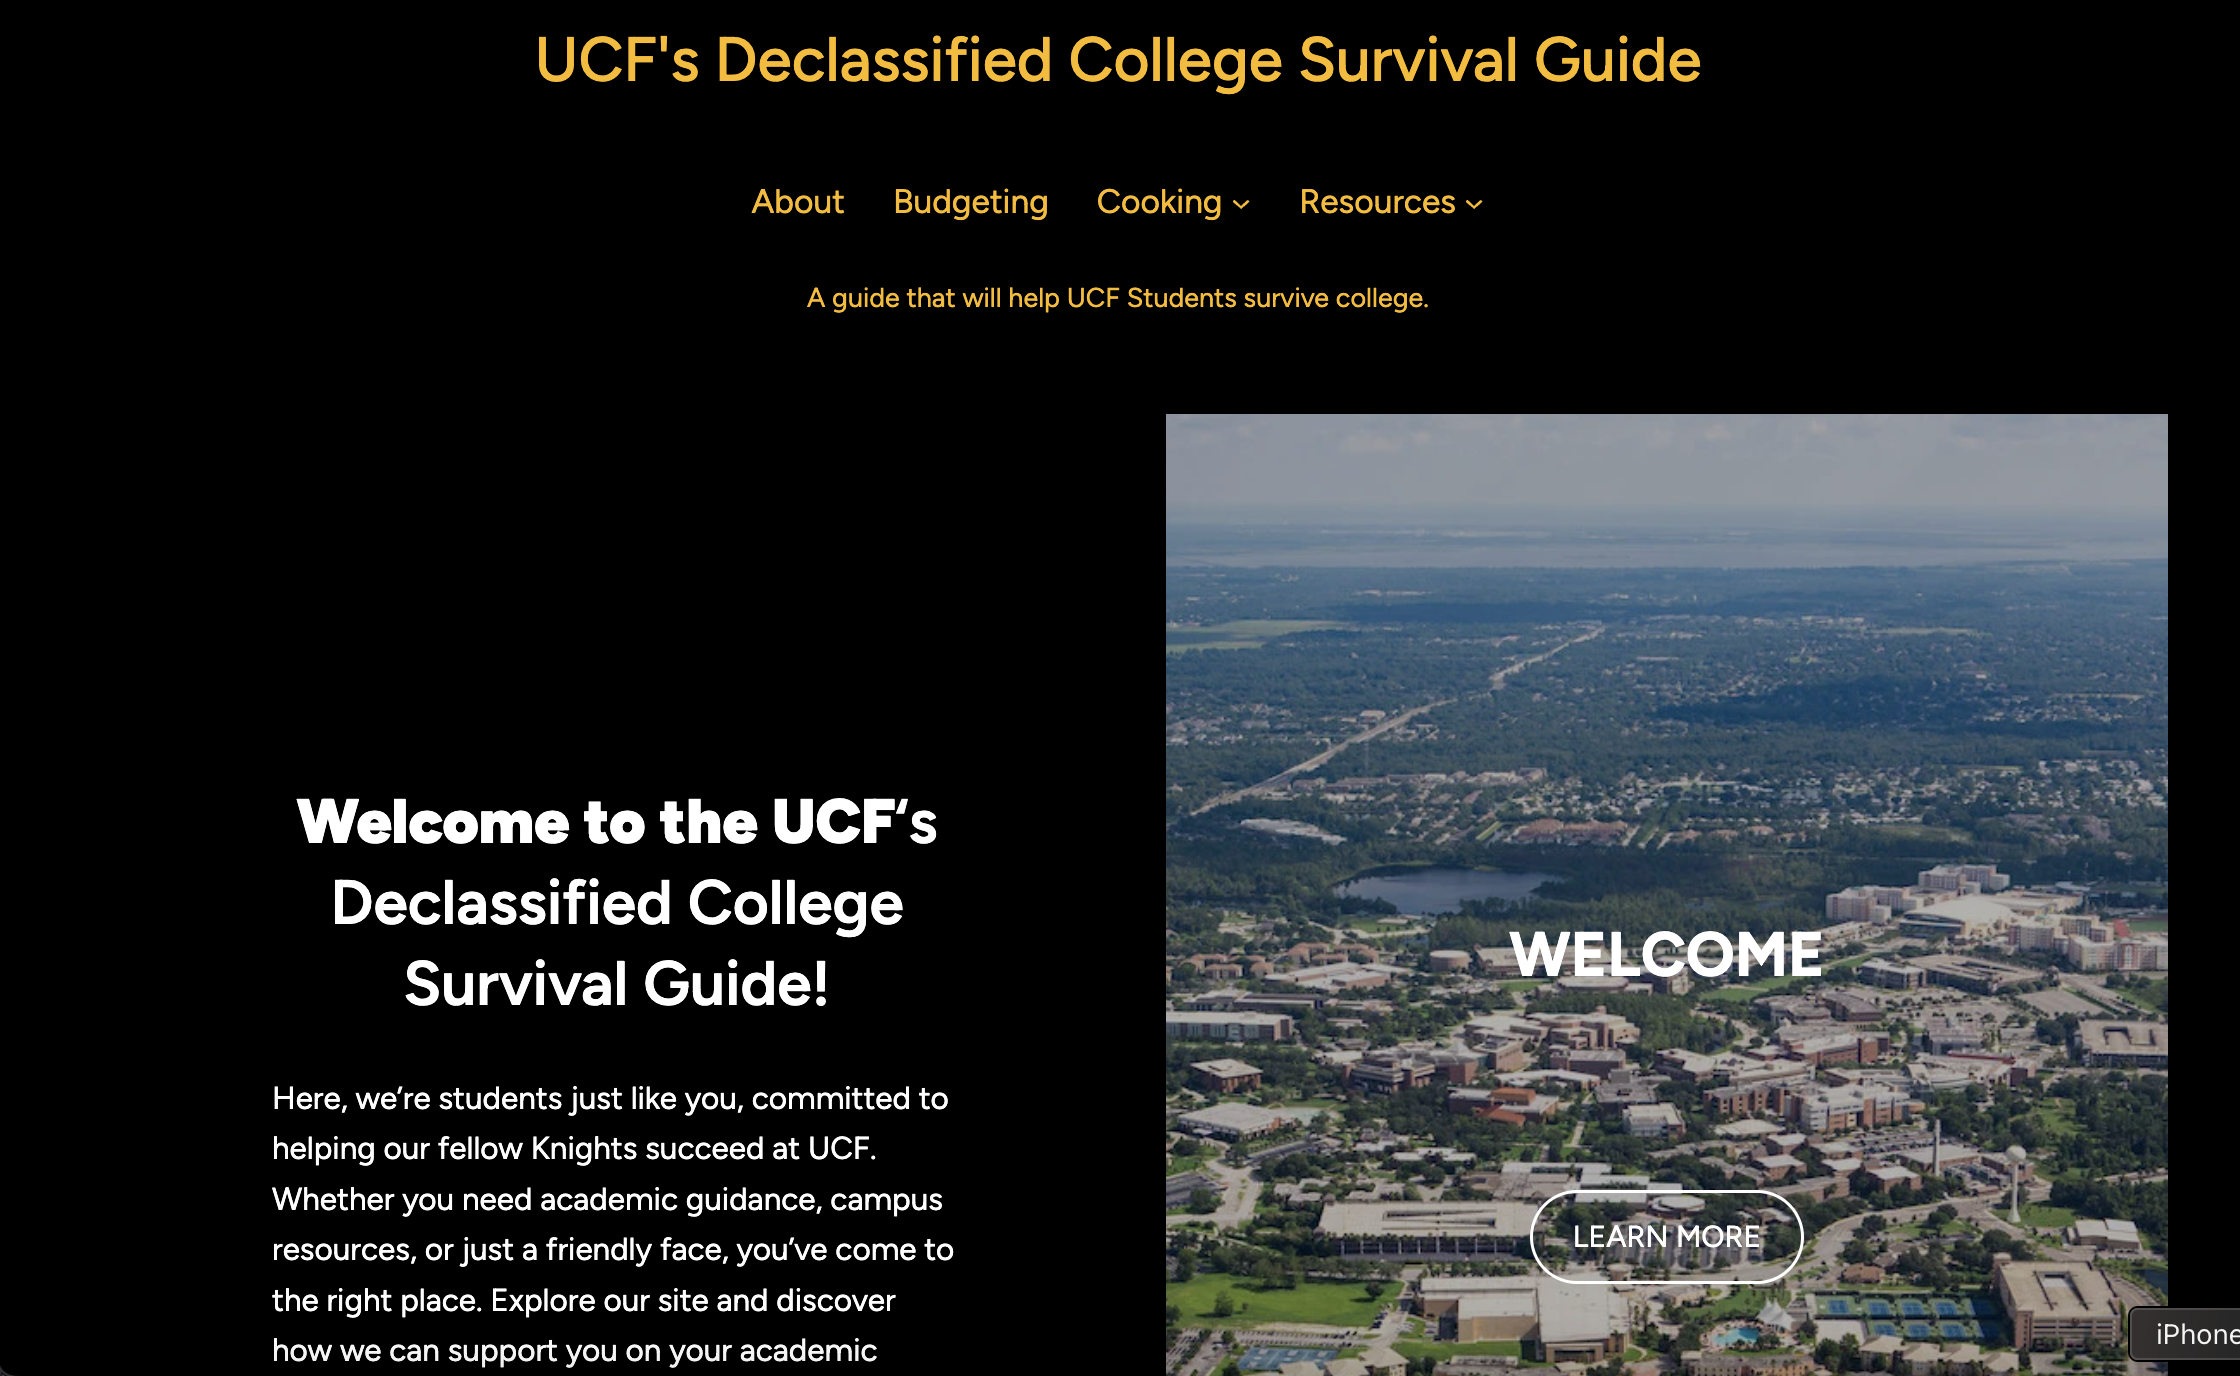 UCF's Declassified College Survival Guide
About Budgeting Cooking Resources
A guide that will help UCF Students survive college.
Welcome to the UCF‘s
Declassified College
Survival Guide!
Here, we’re students just like you, committed to
helping our fellow Knights succeed at UCF.
Whether you need academic guidance, campus
resources, or just a friendly face, you’ve come to
the right place. Explore our site and discover
how we can support you on your academic
WELCOME
LEARN MORE
iPhone